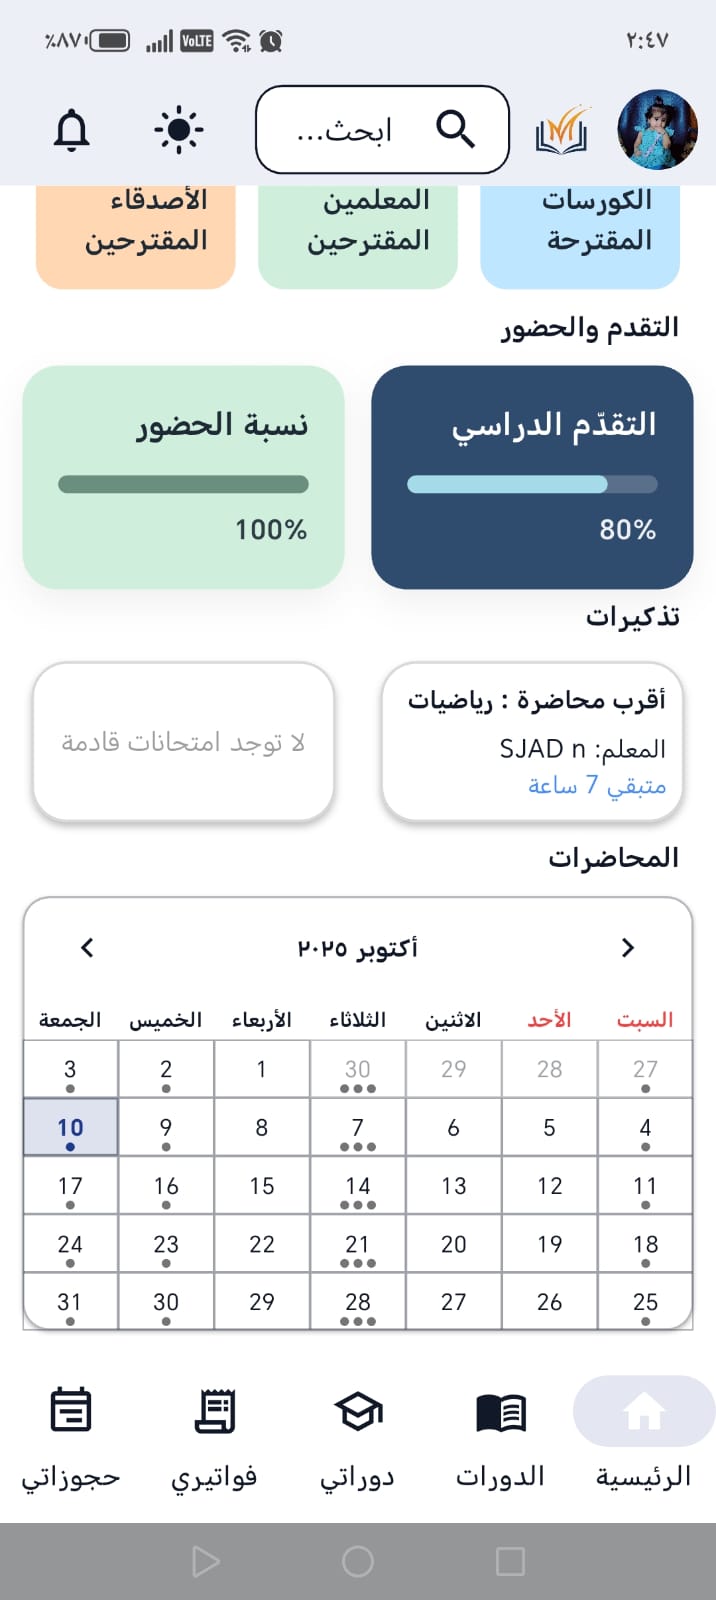 ٢:٤٧
VoLTE
٪٨٧
ابحث...
الكورسات المقترحة
المعلمين المقترحين
الأصدقاء المقترحين
التقدم والحضور
التقدّم الدراسي
80%
نسبة الحضور
100%
تذكيرات
أقرب محاضرة : رياضيات
المعلم: SJAD n
متبقي 7 ساعة
لا توجد امتحانات قادمة
المحاضرات
أكتوبر ٢٠٢٥
السبت الأحد الاثنين الثلاثاء الأربعاء الخميس الجمعة
27 28 29 30 1 2 3
4 5 6 7 8 9 10
11 12 13 14 15 16 17
18 19 20 21 22 23 24
25 26 27 28 29 30 31
الرئيسية
الدورات
دوراتي
فواتيري
حجوزاتي